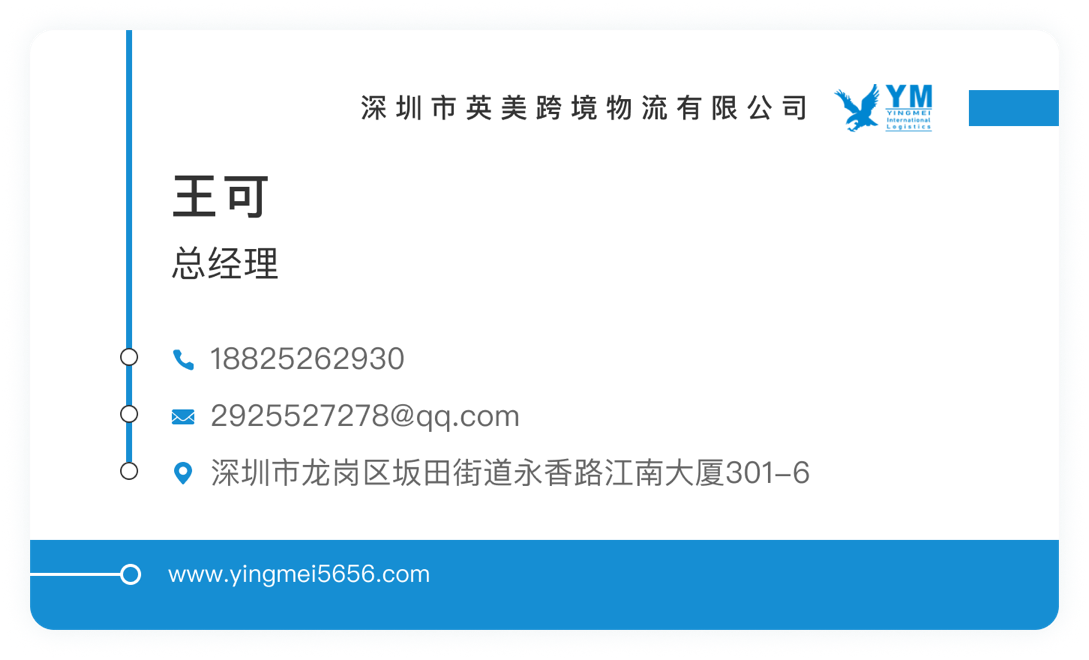 深圳市英美跨境物流有限公司
YM
YINGMEI
International
Logistics
王可
总经理
18825262930
2925527278@qq.com
深圳市龙岗区坂田街道永香路江南大厦301-6
www.yingmei5656.com